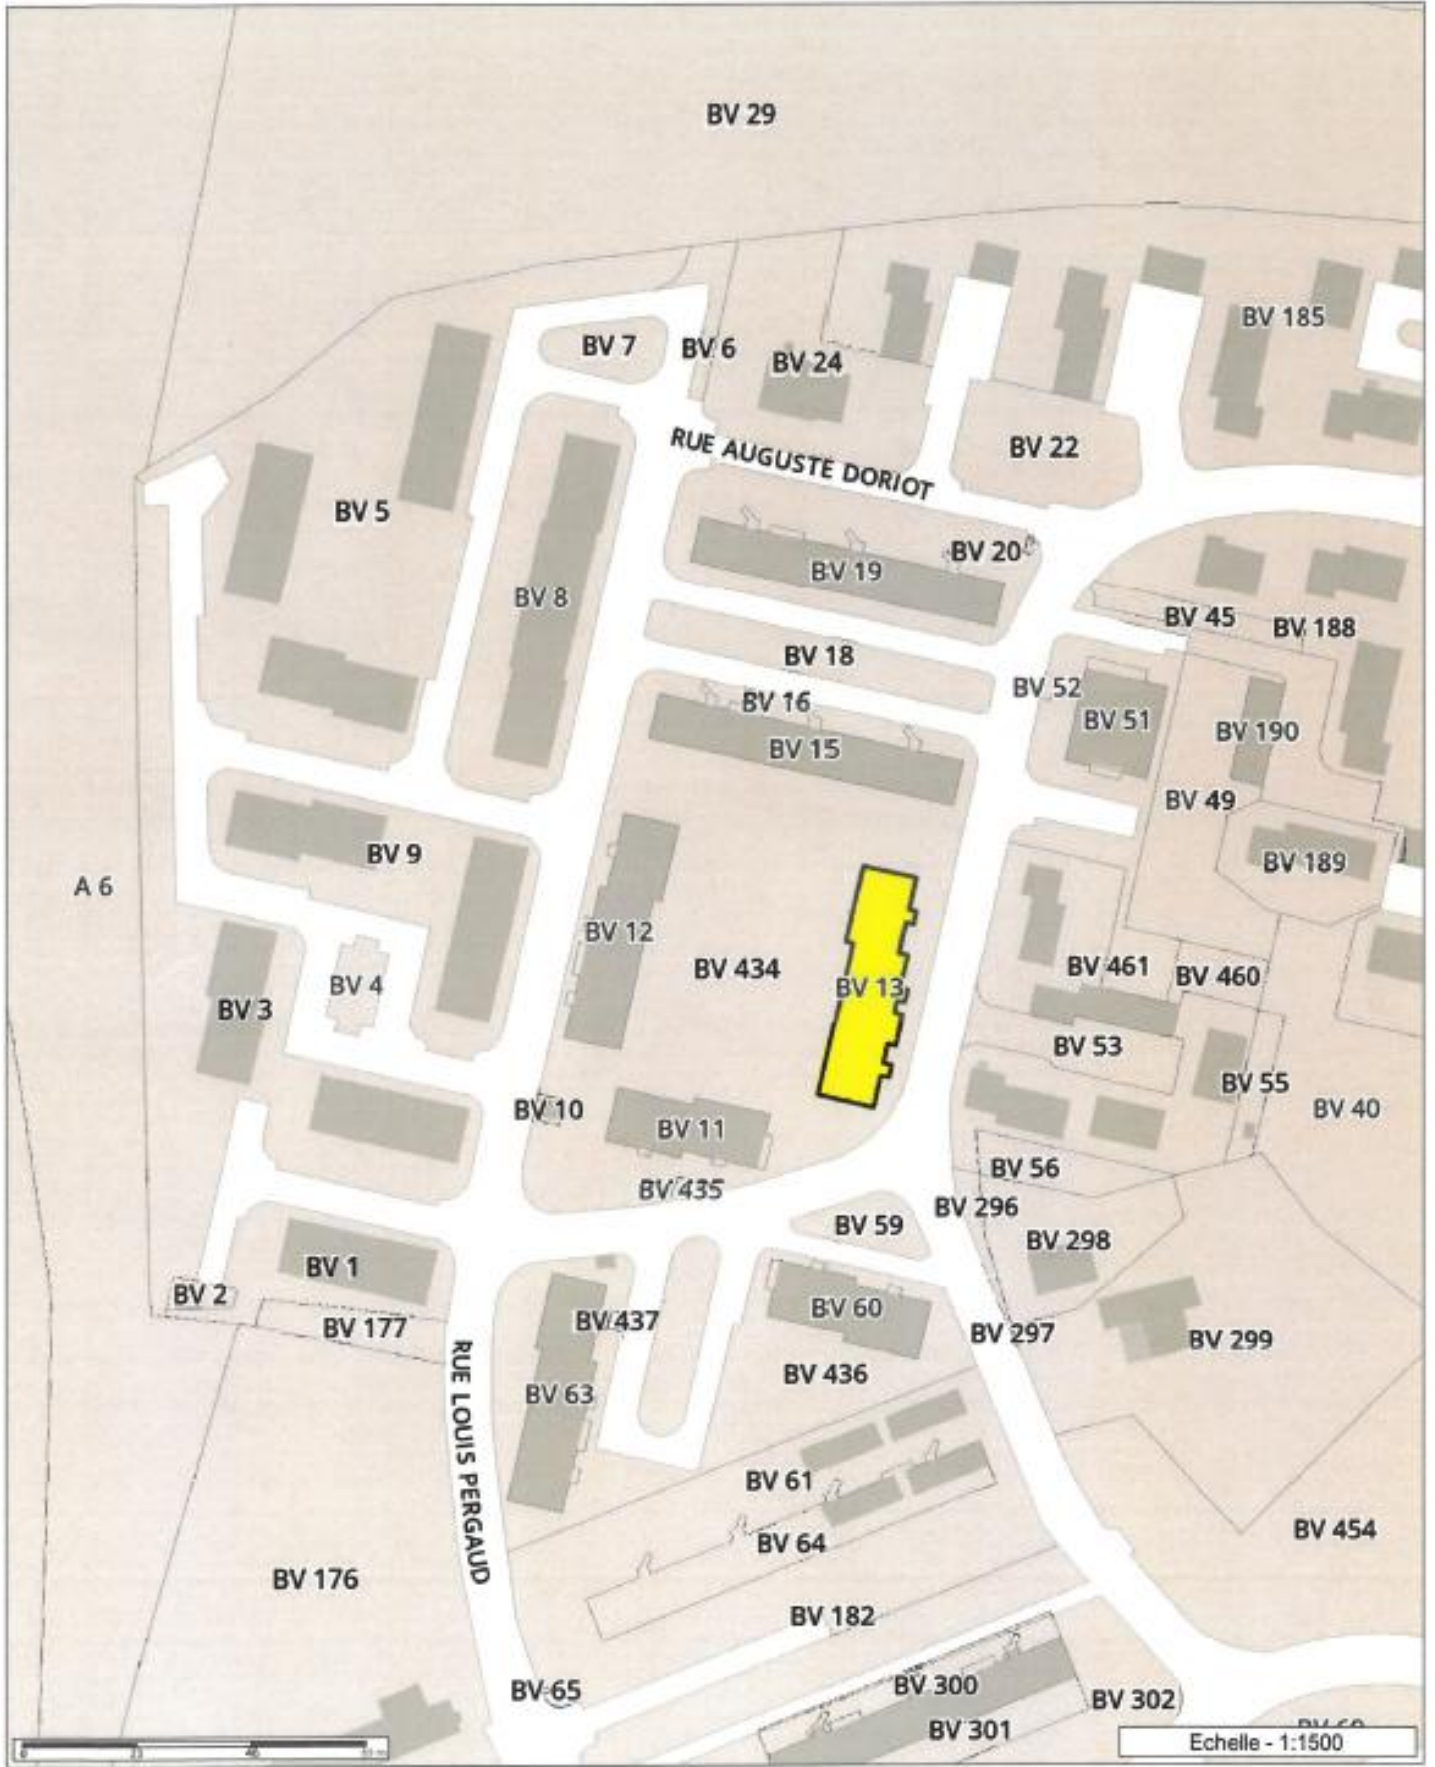 BV 29
BV 185
BV 7
BV 6
BV 24
RUE AUGUSTE DORIOT
BV 22
BV 5
BV 20
BV 19
BV 8
BV 45
BV 188
BV 18
BV 52
BV 16
BV 51
BV 190
BV 15
BV 49
BV 9
BV 189
A 6
BV 12
BV 434
BV 461
BV 460
BV 4
BV 13
BV 3
BV 53
BV 55
BV 10
BV 40
BV 11
BV 56
BV 435
BV 296
BV 59
BV 298
BV 1
BV 2
BV 60
BV 437
BV 177
BV 297
BV 299
BV 436
BV 63
RUE LOUIS PERGAUD
BV 61
BV 454
BV 64
BV 176
BV 182
BV 300
BV 65
BV 302
BV 301
Echelle - 1:1500